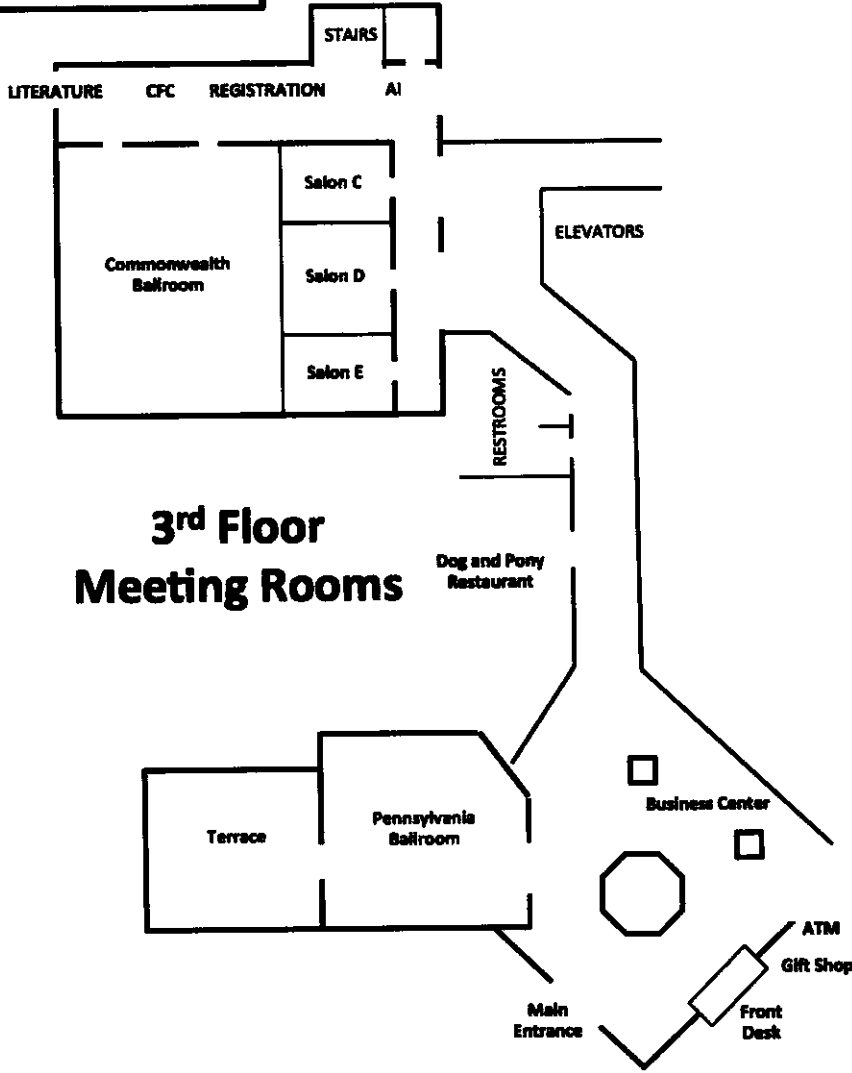 STAIRS
LITERATURE CFC REGISTRATION AI
Salon C
ELEVATORS
Commonwealth
Ballroom
Salon D
Salon E
RESTROOMS
3rd Floor
Meeting Rooms
Dog and Pony
Restaurant
Business Center
Terrace
Pennsylvania
Ballroom
ATM
Gift Shop
Main
Entrance
Front
Desk